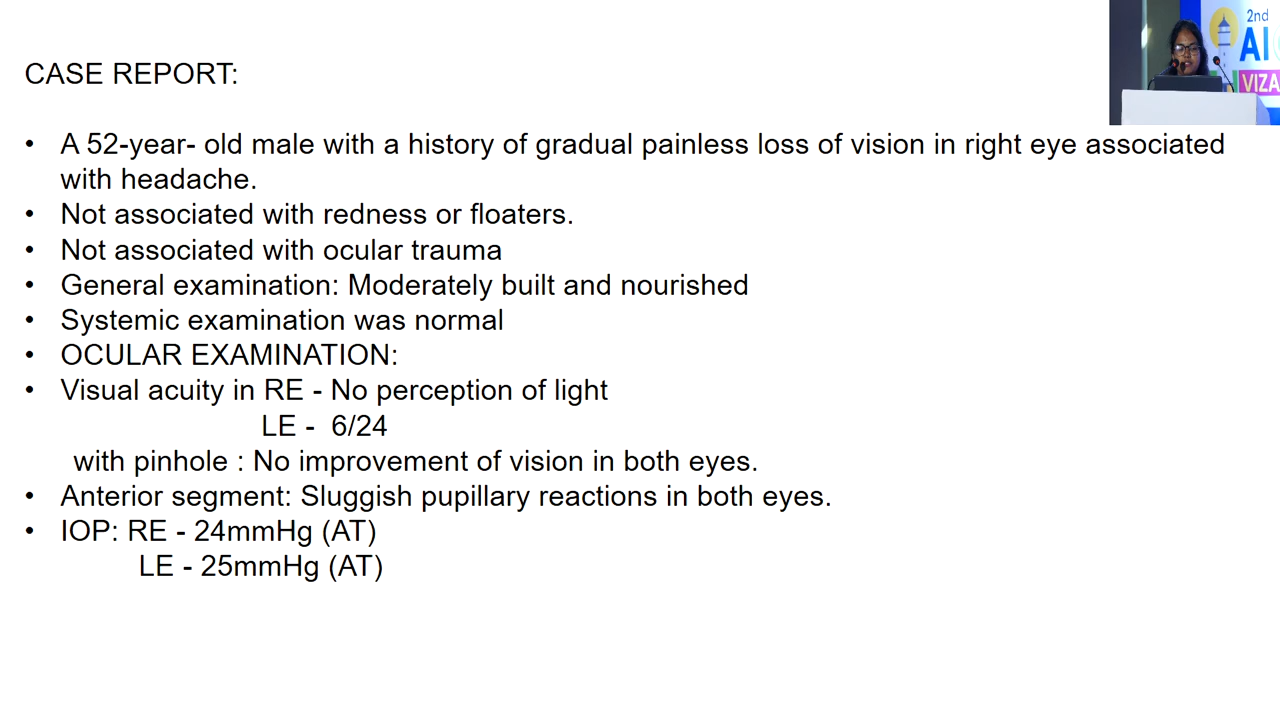 2nd
AI
VIZA
CASE REPORT:
• A 52-year- old male with a history of gradual painless loss of vision in right eye associated
with headache.
• Not associated with redness or floaters.
• Not associated with ocular trauma
• General examination: Moderately built and nourished
• Systemic examination was normal
• OCULAR EXAMINATION:
• Visual acuity in RE - No perception of light
LE - 6/24
with pinhole : No improvement of vision in both eyes.
• Anterior segment: Sluggish pupillary reactions in both eyes.
• IOP: RE - 24mmHg (AT)
LE - 25mmHg (AT)